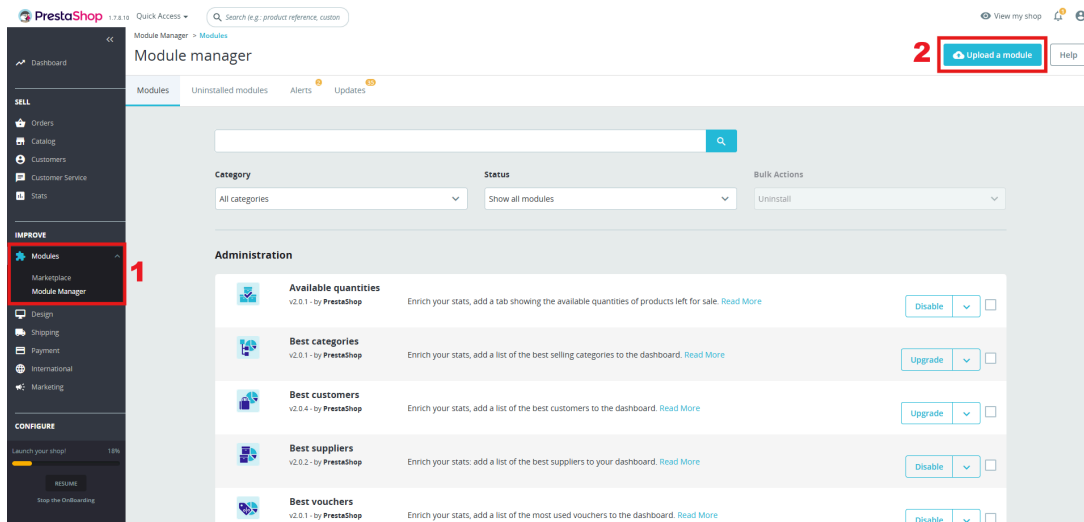 PrestaShop 1.7.8.10 Quick Access Search (e.g.: product reference, custon View my shop
Module Manager > Modules
Module manager
2
Upload a module
Help
Modules Uninstalled modules Alerts Updates
Dashboard
SELL
Orders
Catalog
Customers
Customer Service
Stats
IMPROVE
Modules
Marketplace
Module Manager
1
Design
Shipping
Payment
International
Marketing
CONFIGURE
Launch your shop! 18%
RESUME
Stop the OnBoarding
Category Status Bulk Actions
All categories Show all modules Uninstall
Administration
Available quantities
v2.0.1 - by PrestaShop Enrich your stats, add a tab showing the available quantities of products left for sale. Read More Disable
Best categories
v2.0.1 - by PrestaShop Enrich your stats, add a list of the best selling categories to the dashboard. Read More Upgrade
Best customers
v2.0.4 - by PrestaShop Enrich your stats, add a list of the best customers to the dashboard. Read More Upgrade
Best suppliers
v2.0.2 - by PrestaShop Enrich your stats: add a list of the best suppliers to your dashboard. Read More Disable
Best vouchers
v2.0.1 - by PrestaShop Enrich your stats, add a list of the most used vouchers to the dashboard. Read More Disable